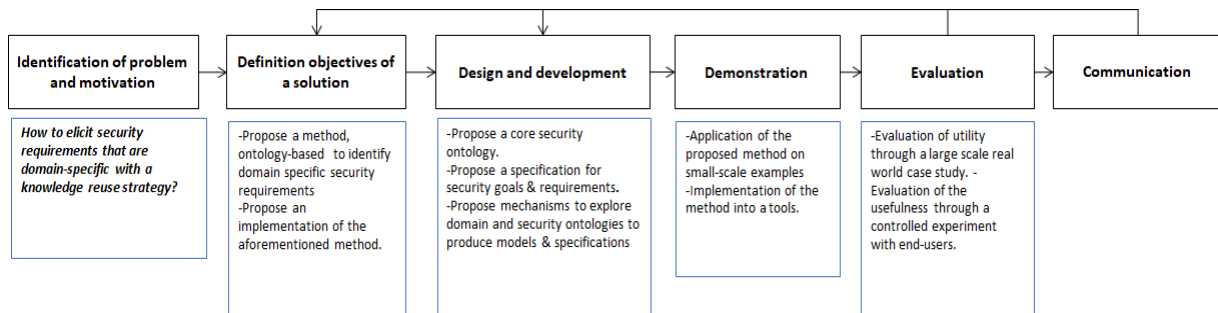 Identification of problem
and motivation
Definition objectives of
a solution
Design and development
Demonstration
Evaluation
Communication
How to elicit security
requirements that are
domain-specific with a
knowledge reuse strategy?
-Propose a method,
ontology-based to identify
domain specific security
requirements
-Propose an
implementation of the
aforementioned method.
-Propose a core security
ontology.
-Propose a specification for
security goals & requirements.
-Propose mechanisms to explore
domain and security ontologies to
produce models & specifications
-Application of the
proposed method on
small-scale examples
-Implementation of the
method into a tools.
-Evaluation of utility
through a large scale real
world case study. -
Evaluation of the
usefulness through a
controlled experiment
with end-users.